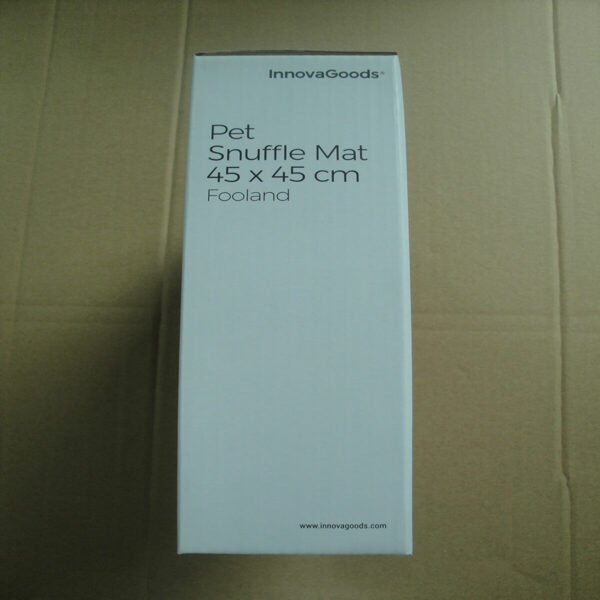 InnovaGoods®
Pet
Snuffle Mat
45 x 45 cm
Fooland
www.innovagoods.com